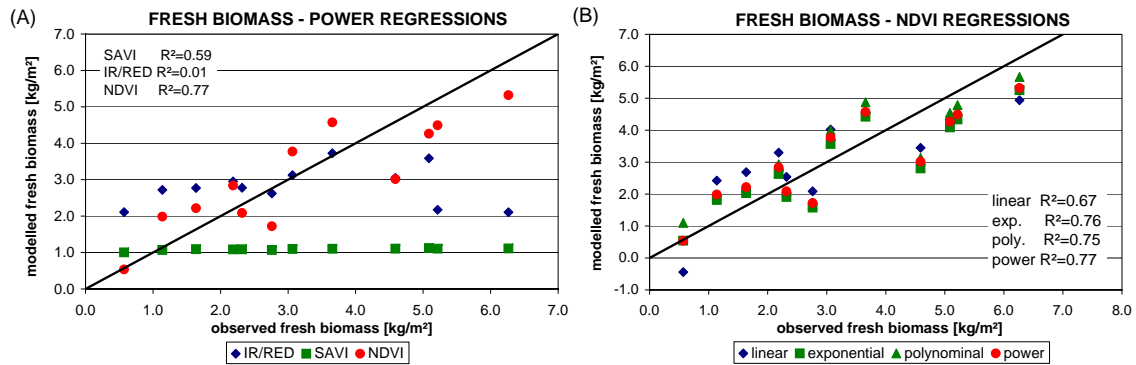 (A)
FRESH BIOMASS - POWER REGRESSIONS
7.0
6.0
5.0
4.0
3.0
2.0
1.0
0.0
modelled fresh biomass [kg/m²]
SAVI R²=0.59
IR/RED R²=0.01
NDVI R²=0.77
0.0 1.0 2.0 3.0 4.0 5.0 6.0 7.0
observed fresh biomass [kg/m²]
IR/RED SAVI NDVI
(B)
FRESH BIOMASS - NDVI REGRESSIONS
7.0
6.0
5.0
4.0
3.0
2.0
1.0
0.0
-1.0
modelled fresh biomass [kg/m²]
linear R²=0.67
exp. R²=0.76
poly. R²=0.75
power R²=0.77
0.0 1.0 2.0 3.0 4.0 5.0 6.0 7.0 8.0
observed fresh biomass [kg/m²]
linear exponential polynominal power